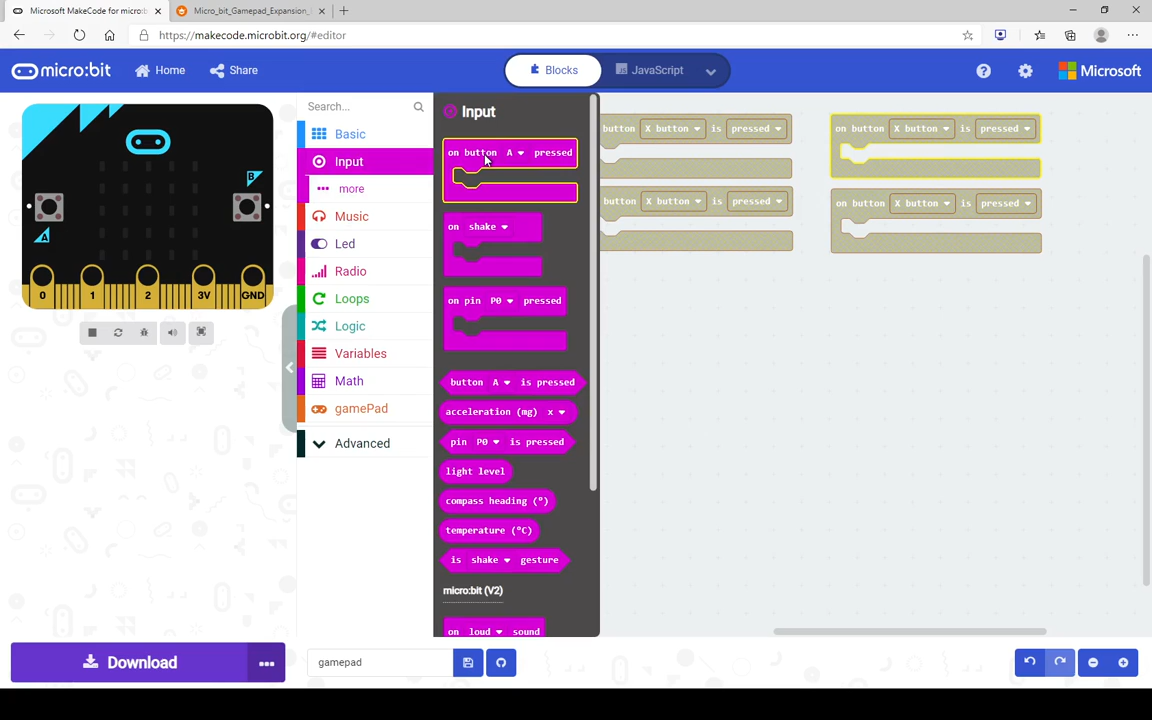 Microsoft MakeCode for micro:b
Micro_bit_Gamepad_Expansion_
https://makecode.microbit.org/#editor
micro:bit
Home
Share
Blocks
JavaScript
Microsoft
A
B
0
1
2
3V
GND
Search...
Basic
Input
more
Music
Led
Radio
Loops
Logic
Variables
Math
gamePad
Advanced
Input
on button A pressed
on shake
on pin P0 pressed
button A is pressed
acceleration (mg) x
pin P0 is pressed
light level
compass heading (°)
temperature (°C)
is shake gesture
micro:bit (V2)
on loud sound
button X button is pressed
button X button is pressed
on button X button is pressed
on button X button is pressed
Download
gamepad